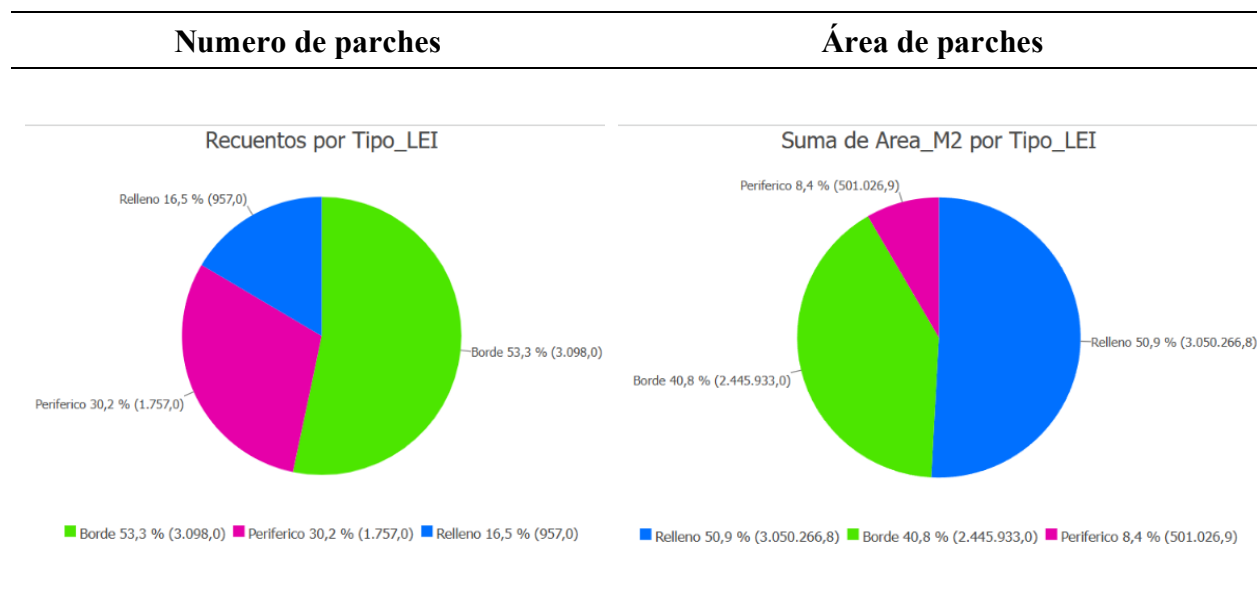 Numero de parches
Área de parches
Recuentos por Tipo_LEI
Relleno 16,5 % (957,0)
Borde 53,3 % (3.098,0)
Periferico 30,2 % (1.757,0)
Borde 53,3 % (3.098,0) Periferico 30,2 % (1.757,0) Relleno 16,5 % (957,0)
Suma de Area_M2 por Tipo_LEI
Periferico 8,4 % (501.026,9)
Relleno 50,9 % (3.050.266,8)
Borde 40,8 % (2.445.933,0)
Relleno 50,9 % (3.050.266,8) Borde 40,8 % (2.445.933,0) Periferico 8,4 % (501.026,9)